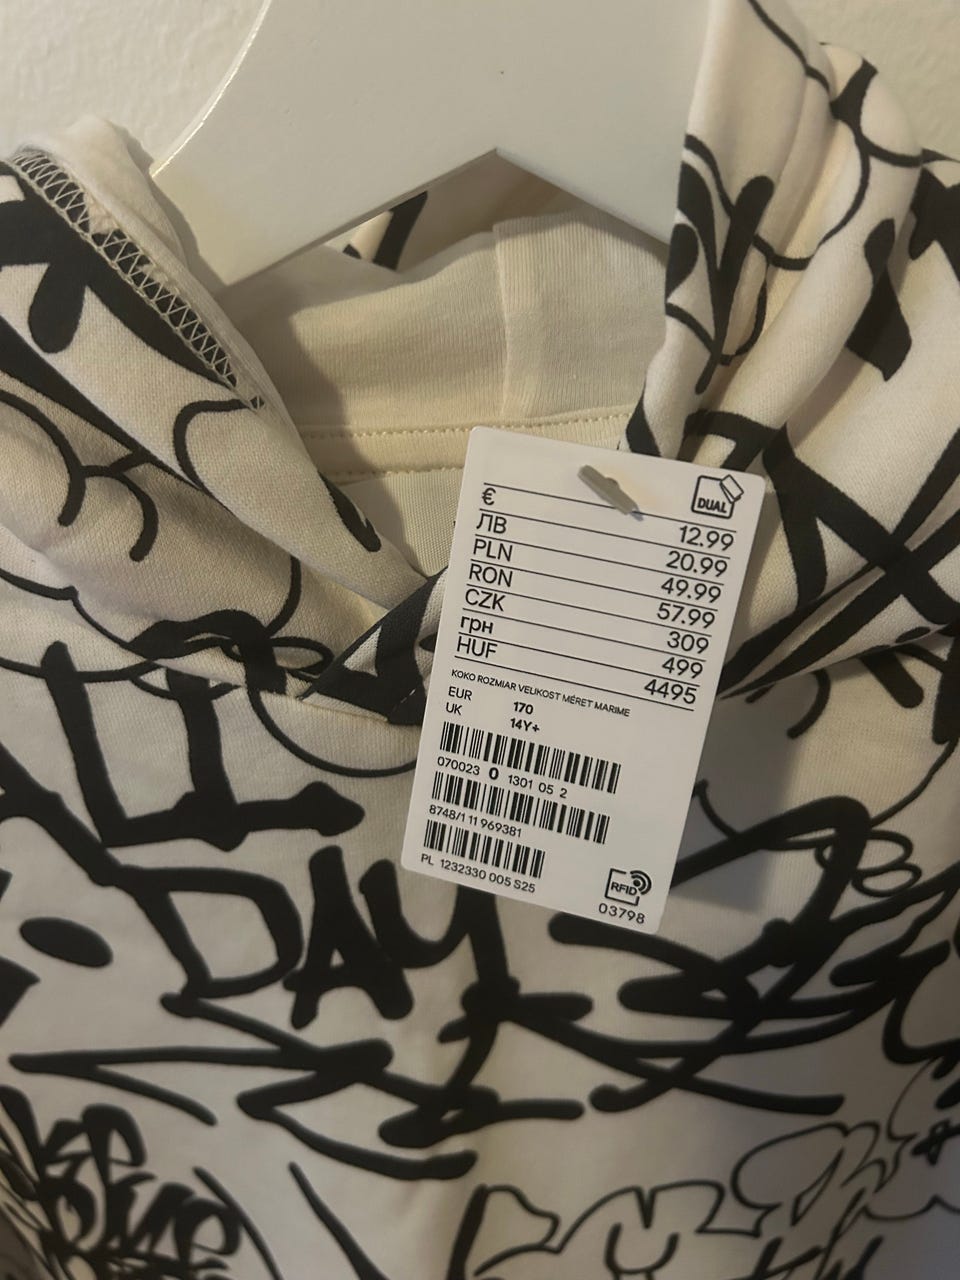 DUAL
€ 12.99
ЛВ 20.99
PLN 49.99
RON 57.99
CZK 309
грн 499
HUF 4495
KOKO ROZMIAR VELIKOST MÉRET MARIME
EUR 170
UK 14Y+
070023 0 1301 05 2
8748/1 11 969381
PL 1232330 005 S25
RFID
03798
ALL
DAY